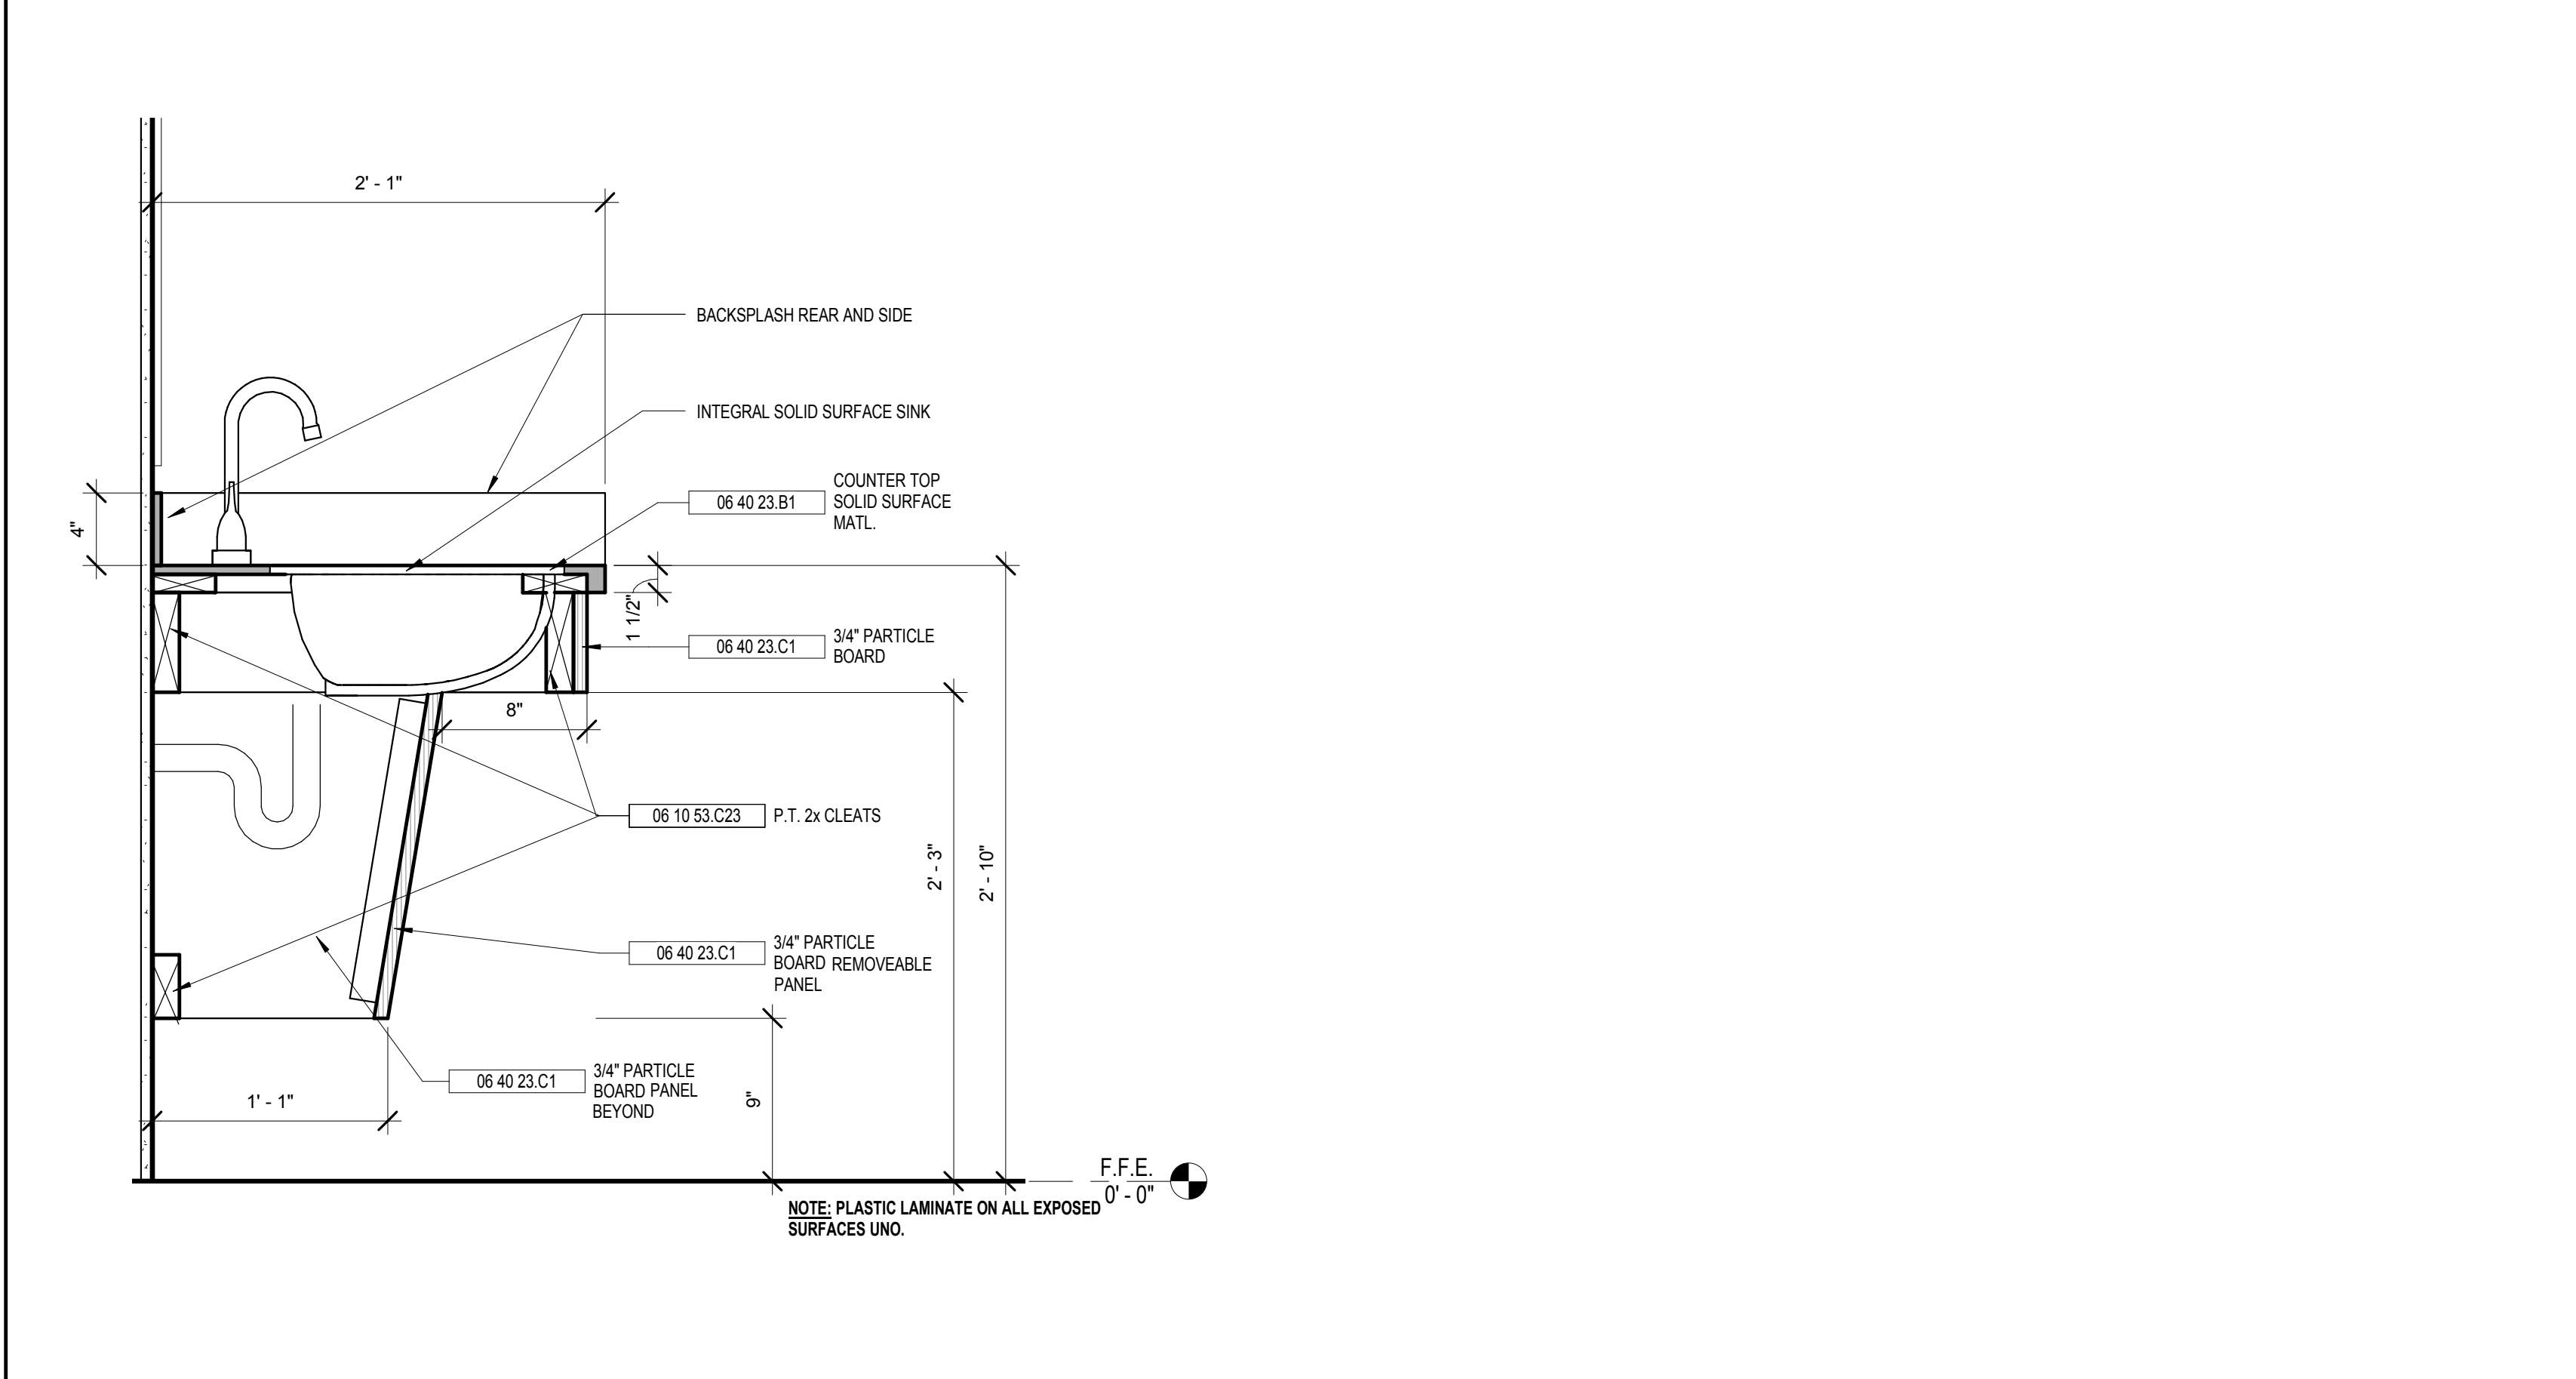 2' - 1"
BACKSPLASH REAR AND SIDE
INTEGRAL SOLID SURFACE SINK
06 40 23.B1
COUNTER TOP
SOLID SURFACE
MATL.
4"
1 1/2"
06 40 23.C1
3/4" PARTICLE
BOARD
8"
06 10 53.C23
P.T. 2x CLEATS
2' - 3"
2' - 10"
06 40 23.C1
3/4" PARTICLE
BOARD REMOVEABLE
PANEL
06 40 23.C1
3/4" PARTICLE
BOARD PANEL
BEYOND
1' - 1"
9"
F.F.E.
0' - 0"
NOTE: PLASTIC LAMINATE ON ALL EXPOSED
SURFACES UNO.